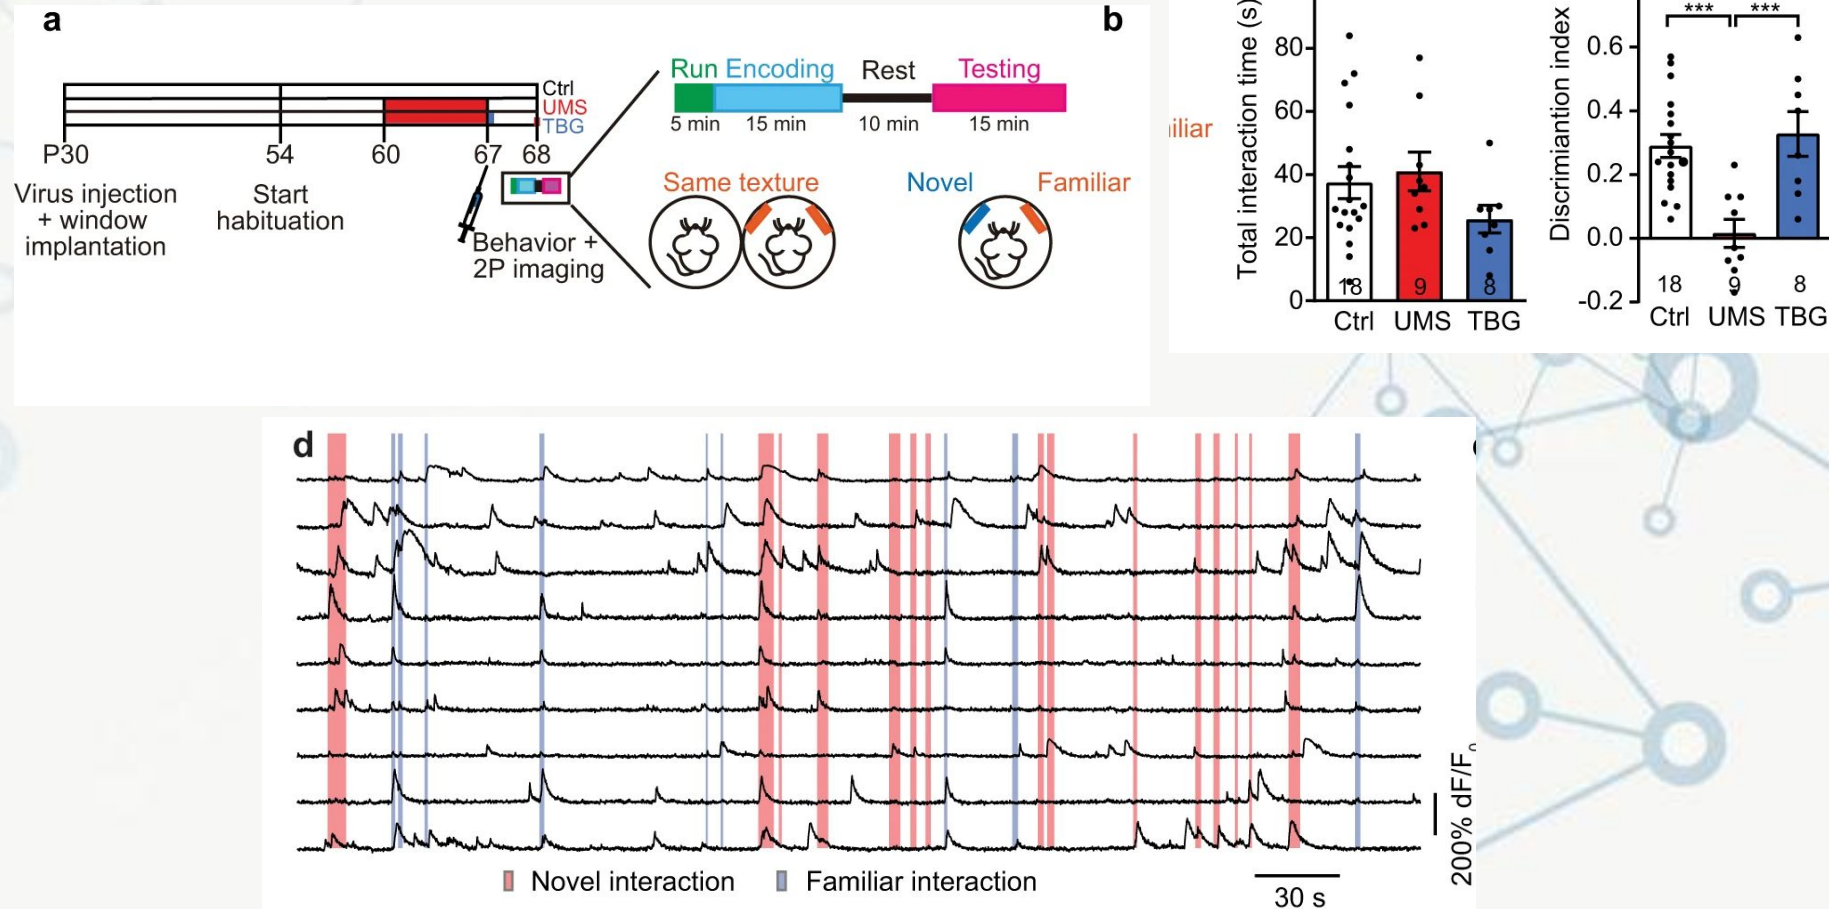 a
Ctrl
UMS
TBG
P30 54 60 67 68
Virus injection
+ window
implantation
Start
habituation
Behavior +
2P imaging
Run Encoding Rest Testing
5 min 15 min 10 min 15 min
Same texture
Novel Familiar
b
iliar
Total interaction time (s)
80
60
40
20
0
18 9 8
Ctrl UMS TBG
Discrimiantion index
*** ***
0.6
0.4
0.2
0.0
-0.2
18 9 8
Ctrl UMS TBG
d
200% dF/F
Novel interaction Familiar interaction
30 s